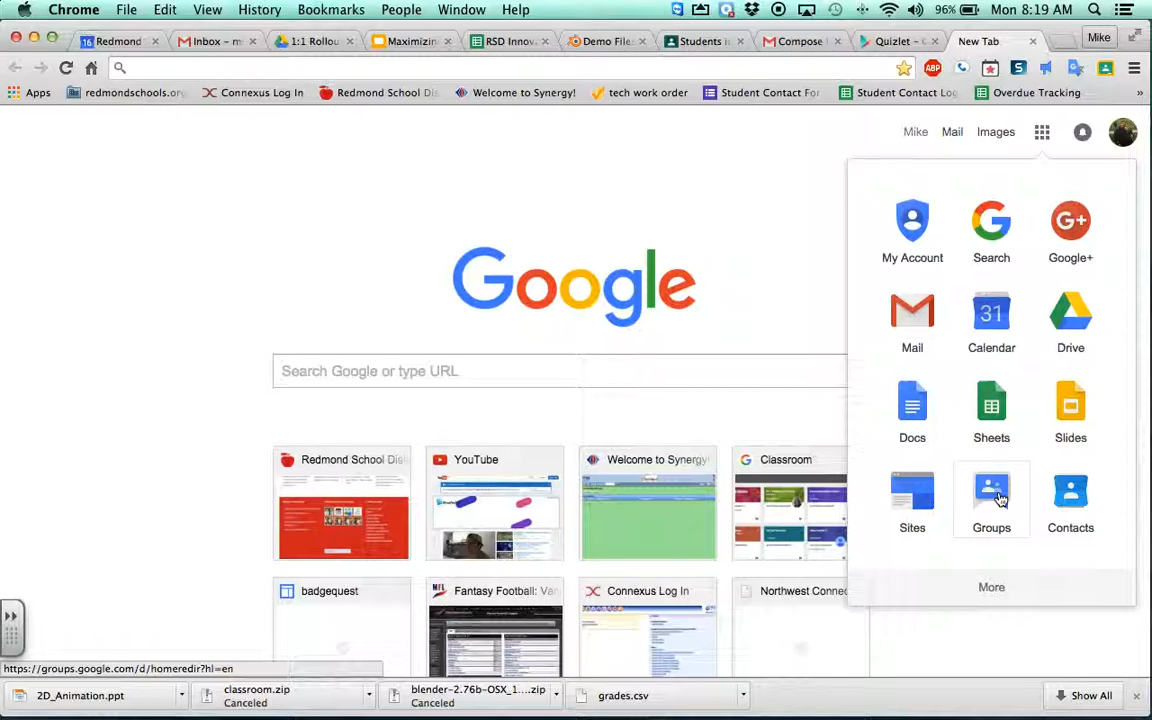 Chrome File Edit View History Bookmarks People Window Help 96% Mon 8:19 AM
Redmond Inbox – m 1:1 Rollou Maximizin RSD Innov Demo File: Students i Compose Quizlet – New Tab Mike
Apps redmondschools.org Connexus Log In Redmond School Dis Welcome to Synergy! tech work order Student Contact For Student Contact Log Overdue Tracking »
Mike Mail Images
My Account Search Google+
Google
31
Mail Calendar Drive
Search Google or type URL
Docs Sheets Slides
Redmond School Dis YouTube Welcome to Synergy! Classroom
Sites Groups Contacts
More
badgequest Fantasy Football: Van Connexus Log In Northwest Conne
https://groups.google.com/d/homeredir?hl=en
2D_Animation.ppt classroom.zip blender-2.76b-OSX_1....zip grades.csv Show All
Canceled Canceled